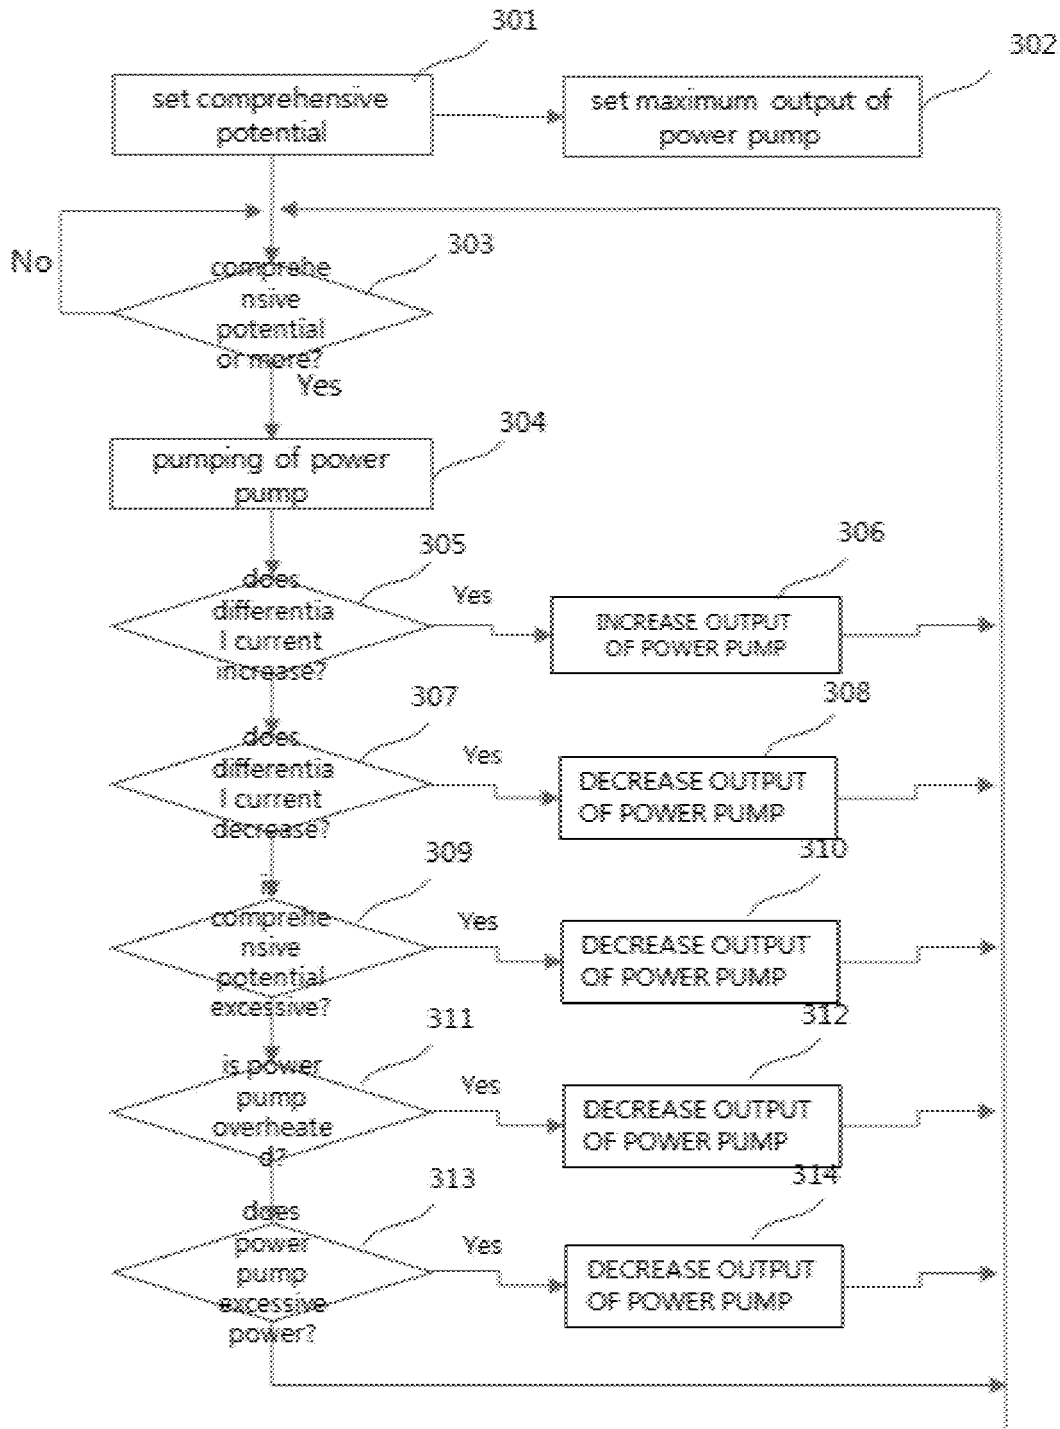 301
302
set comprehensive
potential
set maximum output of
power pump
No
303
comprehe
nsive
potential
or more?
Yes
304
pumping of power
pump
305
306
does
differentia
l current
increase?
Yes
INCREASE OUTPUT
OF POWER PUMP
307
308
does
differentia
l current
decrease?
Yes
DECREASE OUTPUT
OF POWER PUMP
309
310
is
comprehe
nsive
potential
excessive?
Yes
DECREASE OUTPUT
OF POWER PUMP
311
312
is power
pump
overheate
d?
Yes
DECREASE OUTPUT
OF POWER PUMP
313
314
does
power
pump
excessive
power?
Yes
DECREASE OUTPUT
OF POWER PUMP